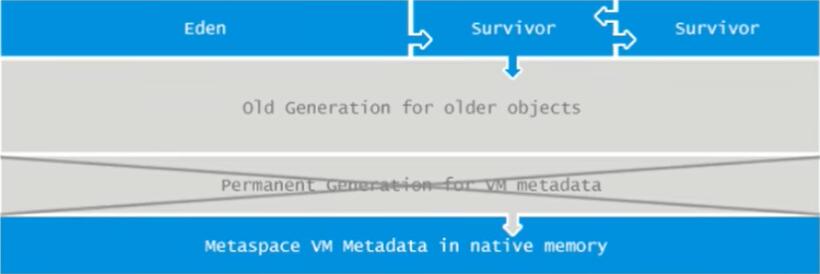 Eden
Survivor
Survivor
Old Generation for older objects
Permanent Generation for VM metadata
Metaspace VM Metadata in native memory